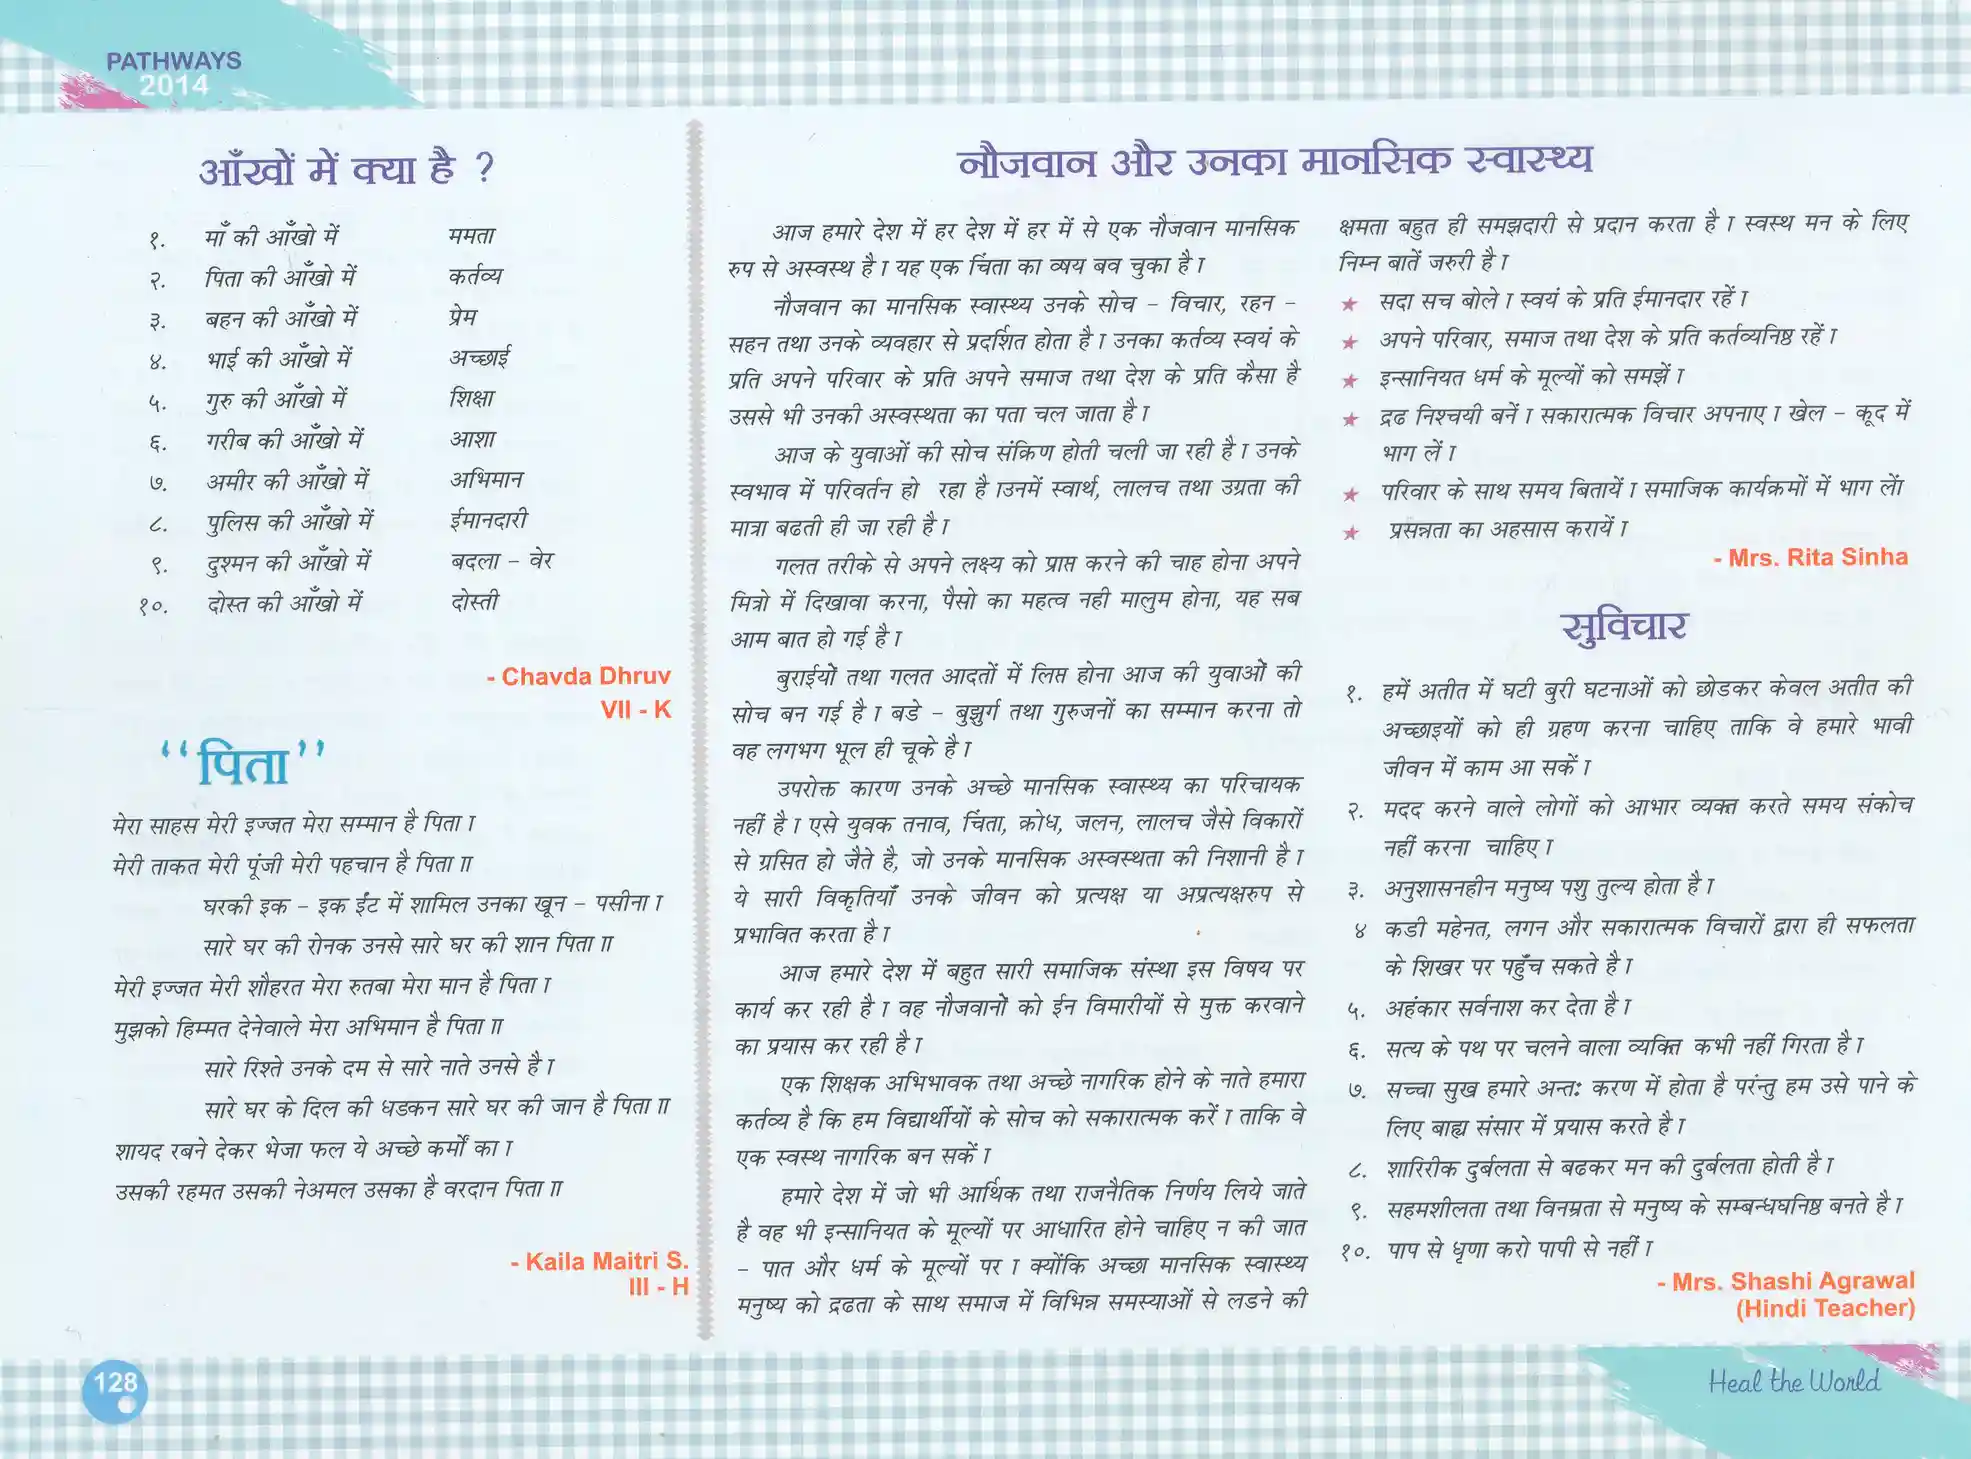 PATHWAYS
2014
आँखों में क्या है ?
१. माँ की आँखो में ममता
२. पिता की आँखो में कर्तव्य
३. बहन की आँखो में प्रेम
४. भाई की आँखो में अच्छाई
५. गुरु की आँखो में शिक्षा
६. गरीब की आँखो में आशा
७. अमीर की आँखो में अभिमान
८. पुलिस की आँखो में ईमानदारी
९. दुश्मन की आँखो में बदला - वेर
१०. दोस्त की आँखो में दोस्ती
- Chavda Dhruv
VII - K
“पिता”
मेरा साहस मेरी इज्जत मेरा सम्मान है पिता ।
मेरी ताकत मेरी पूंजी मेरी पहचान है पिता ॥
घरकी इक - इक ईंट में शामिल उनका खून - पसीना ।
सारे घर की रोनक उनसे सारे घर की शान पिता ॥
मेरी इज्जत मेरी शौहरत मेरा रुतबा मेरा मान है पिता ।
मुझको हिम्मत देनेवाले मेरा अभिमान है पिता ॥
सारे रिश्ते उनके दम से सारे नाते उनसे है ।
सारे घर के दिल की धडकन सारे घर की जान है पिता ॥
शायद रबने देकर भेजा फल ये अच्छे कर्मों का ।
उसकी रहमत उसकी नेअमल उसका है वरदान पिता ॥
- Kaila Maitri S.
III - H
नौजवान और उनका मानसिक स्वास्थ्य
आज हमारे देश में हर देश में हर में से एक नौजवान मानसिक
रुप से अस्वस्थ है । यह एक चिंता का व्षय बव चुका है ।
नौजवान का मानसिक स्वास्थ्य उनके सोच - विचार, रहन -
सहन तथा उनके व्यवहार से प्रदर्शित होता है । उनका कर्तव्य स्वयं के
प्रति अपने परिवार के प्रति अपने समाज तथा देश के प्रति कैसा है
उससे भी उनकी अस्वस्थता का पता चल जाता है ।
आज के युवाओं की सोच संक्रिण होती चली जा रही है । उनके
स्वभाव में परिवर्तन हो रहा है ।उनमें स्वार्थ, लालच तथा उग्रता की
मात्रा बढती ही जा रही है ।
गलत तरीके से अपने लक्ष्य को प्राप्त करने की चाह होना अपने
मित्रो में दिखावा करना, पैसो का महत्व नही मालुम होना, यह सब
आम बात हो गई है ।
बुराईयों तथा गलत आदतों में लिप्त होना आज की युवाओं की
सोच बन गई है । बडे - बुझुर्ग तथा गुरुजनों का सम्मान करना तो
वह लगभग भूल ही चूके है ।
उपरोक्त कारण उनके अच्छे मानसिक स्वास्थ्य का परिचायक
नहीं है । एसे युवक तनाव, चिंता, क्रोध, जलन, लालच जैसे विकारों
से ग्रसित हो जैते है, जो उनके मानसिक अस्वस्थता की निशानी है ।
ये सारी विकृतियाँ उनके जीवन को प्रत्यक्ष या अप्रत्यक्षरुप से
प्रभावित करता है ।
आज हमारे देश में बहुत सारी समाजिक संस्था इस विषय पर
कार्य कर रही है । वह नौजवानों को ईन विमारीयों से मुक्त करवाने
का प्रयास कर रही है ।
एक शिक्षक अभिभावक तथा अच्छे नागरिक होने के नाते हमारा
कर्तव्य है कि हम विद्यार्थीयों के सोच को सकारात्मक करें । ताकि वे
एक स्वस्थ नागरिक बन सकें ।
हमारे देश में जो भी आर्थिक तथा राजनैतिक निर्णय लिये जाते
है वह भी इन्सानियत के मूल्यों पर आधारित होने चाहिए न की जात
- पात और धर्म के मूल्यों पर । क्योंकि अच्छा मानसिक स्वास्थ्य
मनुष्य को द्रढता के साथ समाज में विभिन्न समस्याओं से लडने की
क्षमता बहुत ही समझदारी से प्रदान करता है । स्वस्थ मन के लिए
निम्न बातें जरुरी है ।
★ सदा सच बोले । स्वयं के प्रति ईमानदार रहें ।
★ अपने परिवार, समाज तथा देश के प्रति कर्तव्यनिष्ठ रहें ।
★ इन्सानियत धर्म के मूल्यों को समझें ।
★ द्रढ निश्चयी बनें । सकारात्मक विचार अपनाए । खेल - कूद में
भाग लें ।
★ परिवार के साथ समय बितायें । समाजिक कार्यक्रमों में भाग लें।
★ प्रसन्नता का अहसास करायें ।
- Mrs. Rita Sinha
सुविचार
१. हमें अतीत में घटी बुरी घटनाओं को छोडकर केवल अतीत की
अच्छाइयों को ही ग्रहण करना चाहिए ताकि वे हमारे भावी
जीवन में काम आ सकें ।
२. मदद करने वाले लोगों को आभार व्यक्त करते समय संकोच
नहीं करना चाहिए ।
३. अनुशासनहीन मनुष्य पशु तुल्य होता है ।
४ कडी महेनत, लगन और सकारात्मक विचारों द्वारा ही सफलता
के शिखर पर पहुँच सकते है ।
५. अहंकार सर्वनाश कर देता है ।
६. सत्य के पथ पर चलने वाला व्यक्ति कभी नहीं गिरता है ।
७. सच्चा सुख हमारे अन्तः करण में होता है परंन्तु हम उसे पाने के
लिए बाह्य संसार में प्रयास करते है ।
८. शारिरीक दुर्बलता से बढकर मन की दुर्बलता होती है ।
९. सहमशीलता तथा विनम्रता से मनुष्य के सम्बन्धघनिष्ठ बनते है ।
१०. पाप से धृणा करो पापी से नहीं ।
- Mrs. Shashi Agrawal
(Hindi Teacher)
128
Heal the World